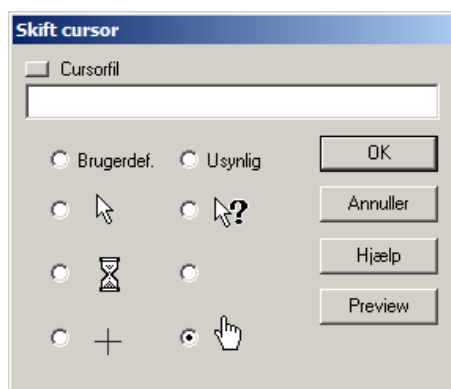 Skift cursor
Cursorfil
Brugerdef.
Usynlig
OK
Annuller
Hjælp
Preview